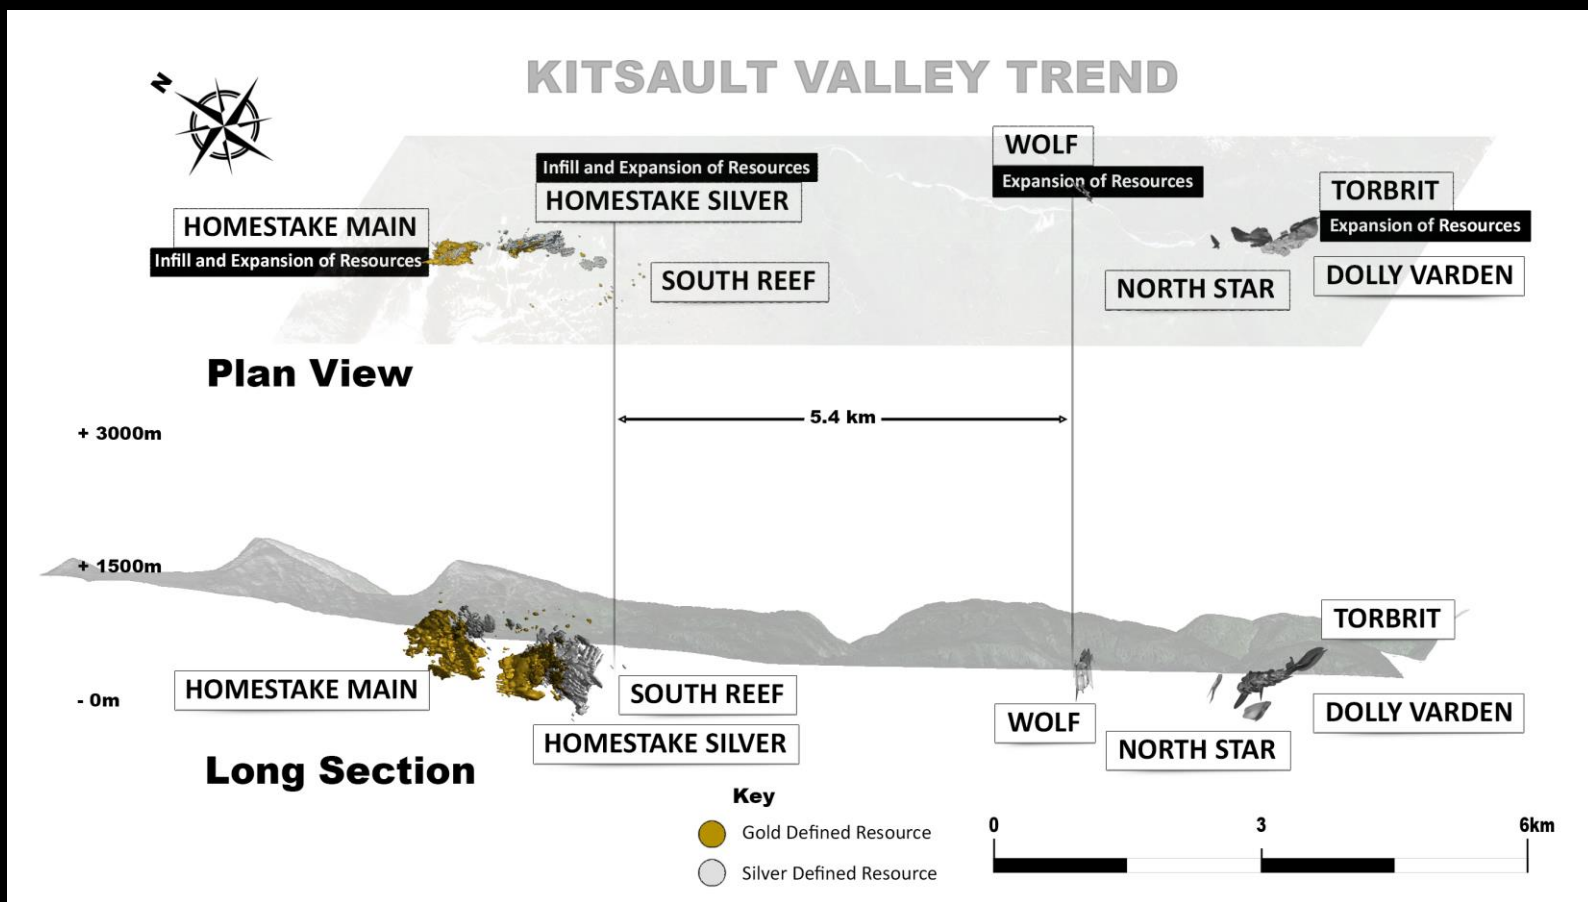 KITSAULT VALLEY TREND
N
WOLF
Expansion of Resources
Infill and Expansion of Resources
HOMESTAKE SILVER
TORBRIT
Expansion of Resources
HOMESTAKE MAIN
Infill and Expansion of Resources
SOUTH REEF
NORTH STAR
DOLLY VARDEN
Plan View
5.4 km
+ 3000m
+ 1500m
- 0m
TORBRIT
HOMESTAKE MAIN
SOUTH REEF
HOMESTAKE SILVER
WOLF
NORTH STAR
DOLLY VARDEN
Long Section
Key
Gold Defined Resource
Silver Defined Resource
0 3 6km